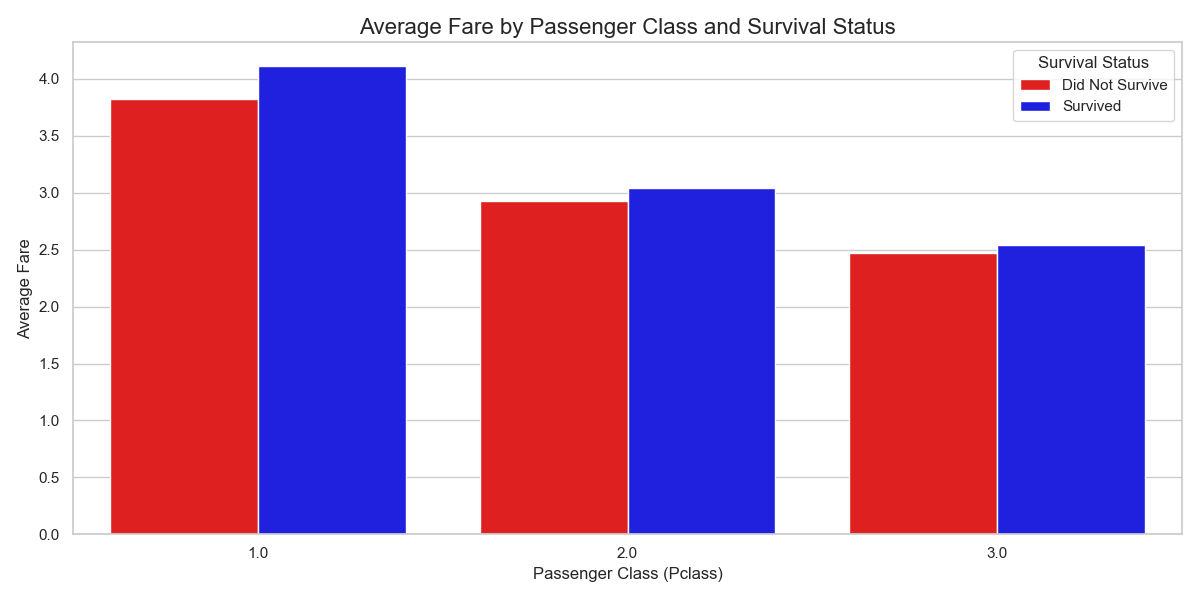 Average Fare by Passenger Class and Survival Status
Survival Status
Did Not Survive
Survived
Average Fare
4.0
3.5
3.0
2.5
2.0
1.5
1.0
0.5
0.0
1.0
2.0
3.0
Passenger Class (Pclass)